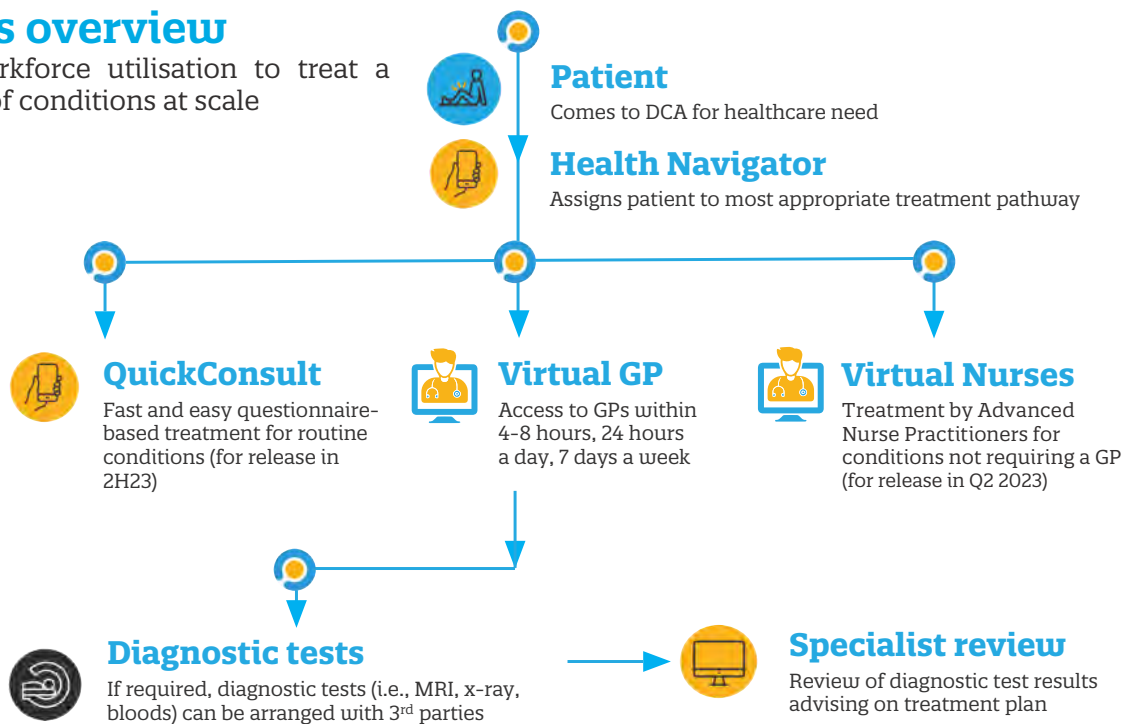 s overview
rkforce utilisation to treat a
of conditions at scale
Patient
Comes to DCA for healthcare need
Health Navigator
Assigns patient to most appropriate treatment pathway
QuickConsult
Fast and easy questionnaire-
based treatment for routine
conditions (for release in
2H23)
Virtual GP
Access to GPs within
4-8 hours, 24 hours
a day, 7 days a week
Virtual Nurses
Treatment by Advanced
Nurse Practitioners for
conditions not requiring a GP
(for release in Q2 2023)
Diagnostic tests
If required, diagnostic tests (i.e., MRI, x-ray,
bloods) can be arranged with 3rd parties
Specialist review
Review of diagnostic test results
advising on treatment plan